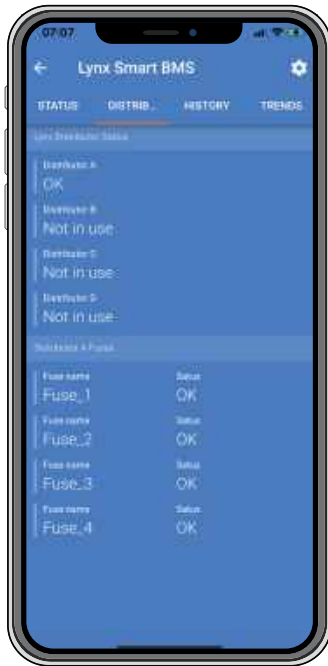 07:07
Lynx Smart BMS
STATUS DISTRIB.. HISTORY TRENDS
Lynx Distributor Status
Distributor A
OK
Distributor B
Not in use
Distributor C
Not in use
Distributor D
Not in use
Distributor A Fuses
Fuse name Status
Fuse_1 OK
Fuse name Status
Fuse_2 OK
Fuse name Status
Fuse_3 OK
Fuse name Status
Fuse_4 OK